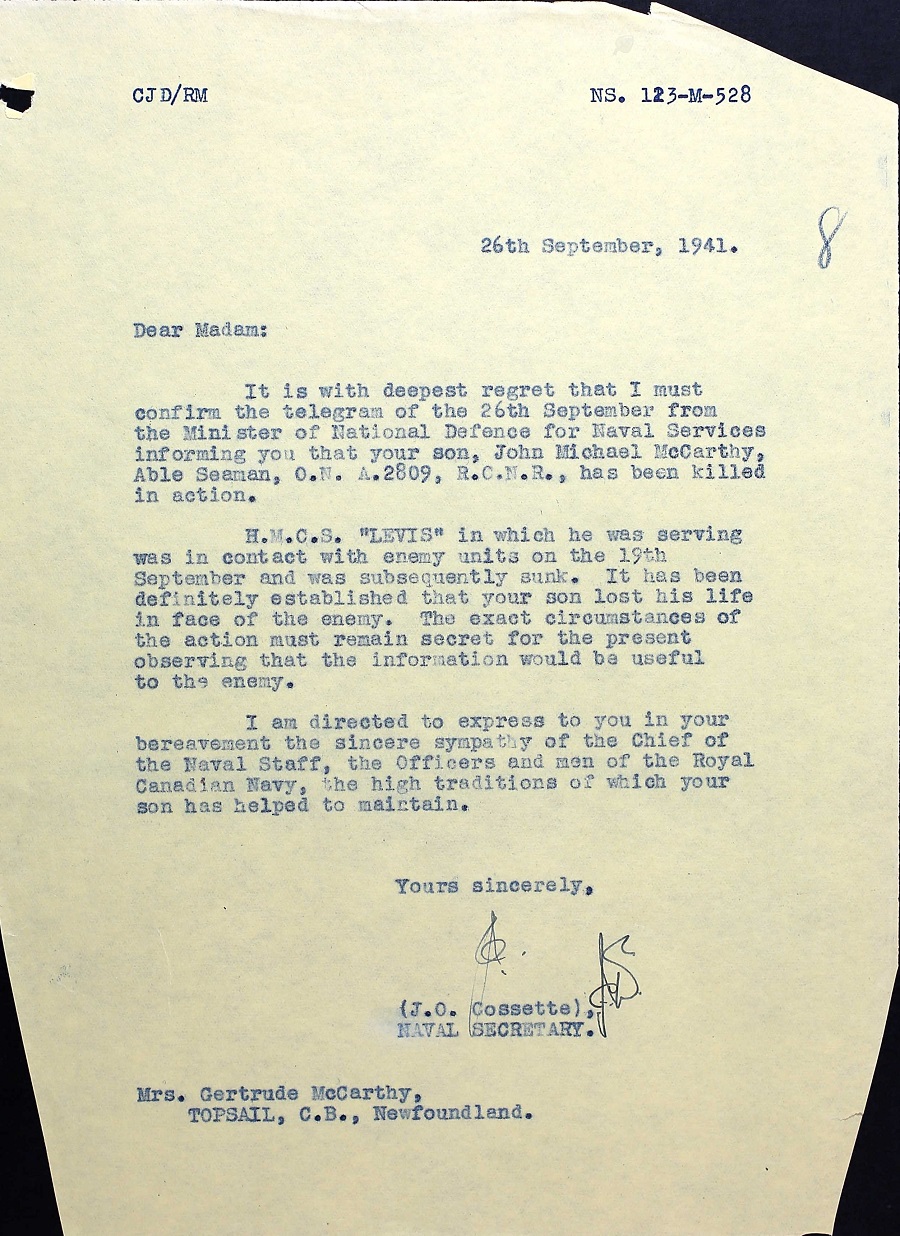 CJD/RM NS. 123-M-528
26th September, 1941.
8
Dear Madam:
It is with deepest regret that I must
confirm the telegram of the 26th September from
the Minister of National Defence for Naval Services
informing you that your son, John Michael McCarthy,
Able Seaman, O.N. A.2809, R.C.N.R., has been killed
in action.
H.M.C.S. "LEVIS" in which he was serving
was in contact with enemy units on the 19th
September and was subsequently sunk. It has been
definitely established that your son lost his life
in face of the enemy. The exact circumstances of
the action must remain secret for the present
observing that the information would be useful
to the enemy.
I am directed to express to you in your
bereavement the sincere sympathy of the Chief of
the Naval Staff, the Officers and men of the Royal
Canadian Navy, the high traditions of which your
son has helped to maintain.
Yours sincerely,
(J.O. Cossette),
NAVAL SECRETARY.
Mrs. Gertrude McCarthy,
TOPSAIL, C.B., Newfoundland.